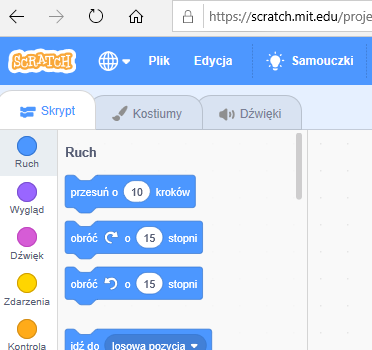 https://scratch.mit.edu/proje
SCRATCH Plik Edycja Samouczki
Skrypt Kostiumy Dźwięki
Ruch
Wygląd
Dźwięk
Zdarzenia
Kontrola
Ruch
przesuń o 10 kroków
obróć 15 stopni
obróć 15 stopni
idź do losowa pozycja